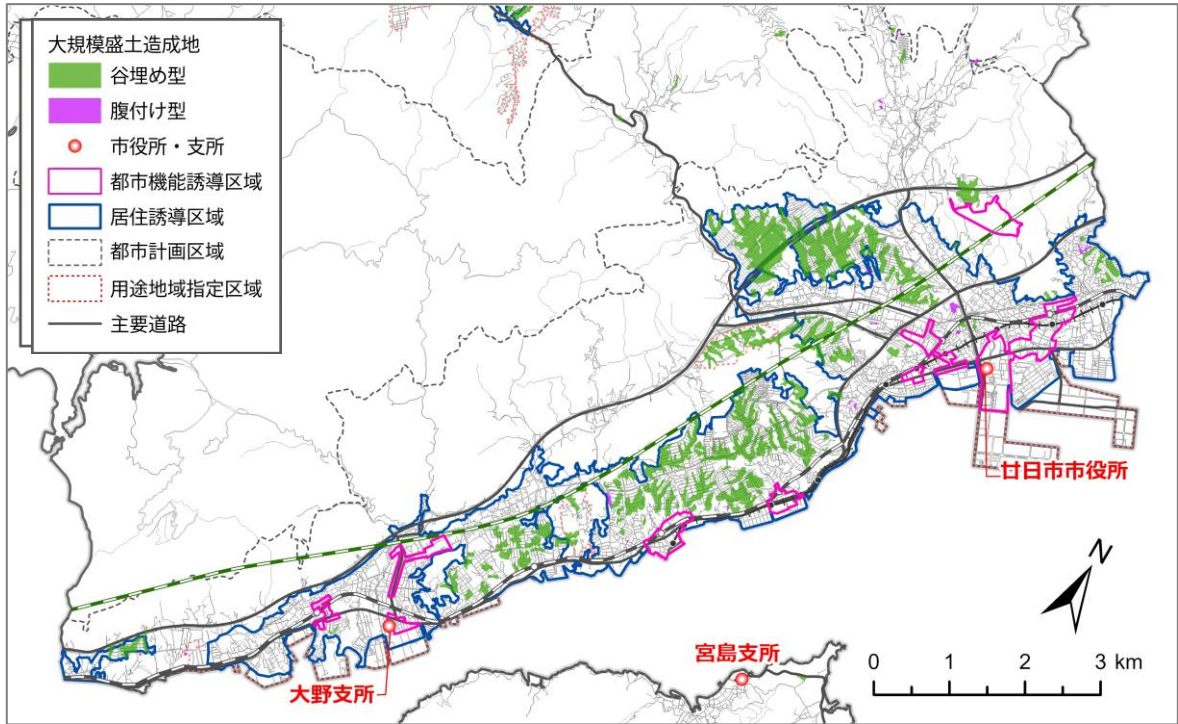 大規模盛土造成地
谷埋め型
腹付け型
市役所・支所
都市機能誘導区域
居住誘導区域
都市計画区域
用途地域指定区域
主要道路
廿日市市役所
N
宮島支所
大野支所
0 1 2 3 km